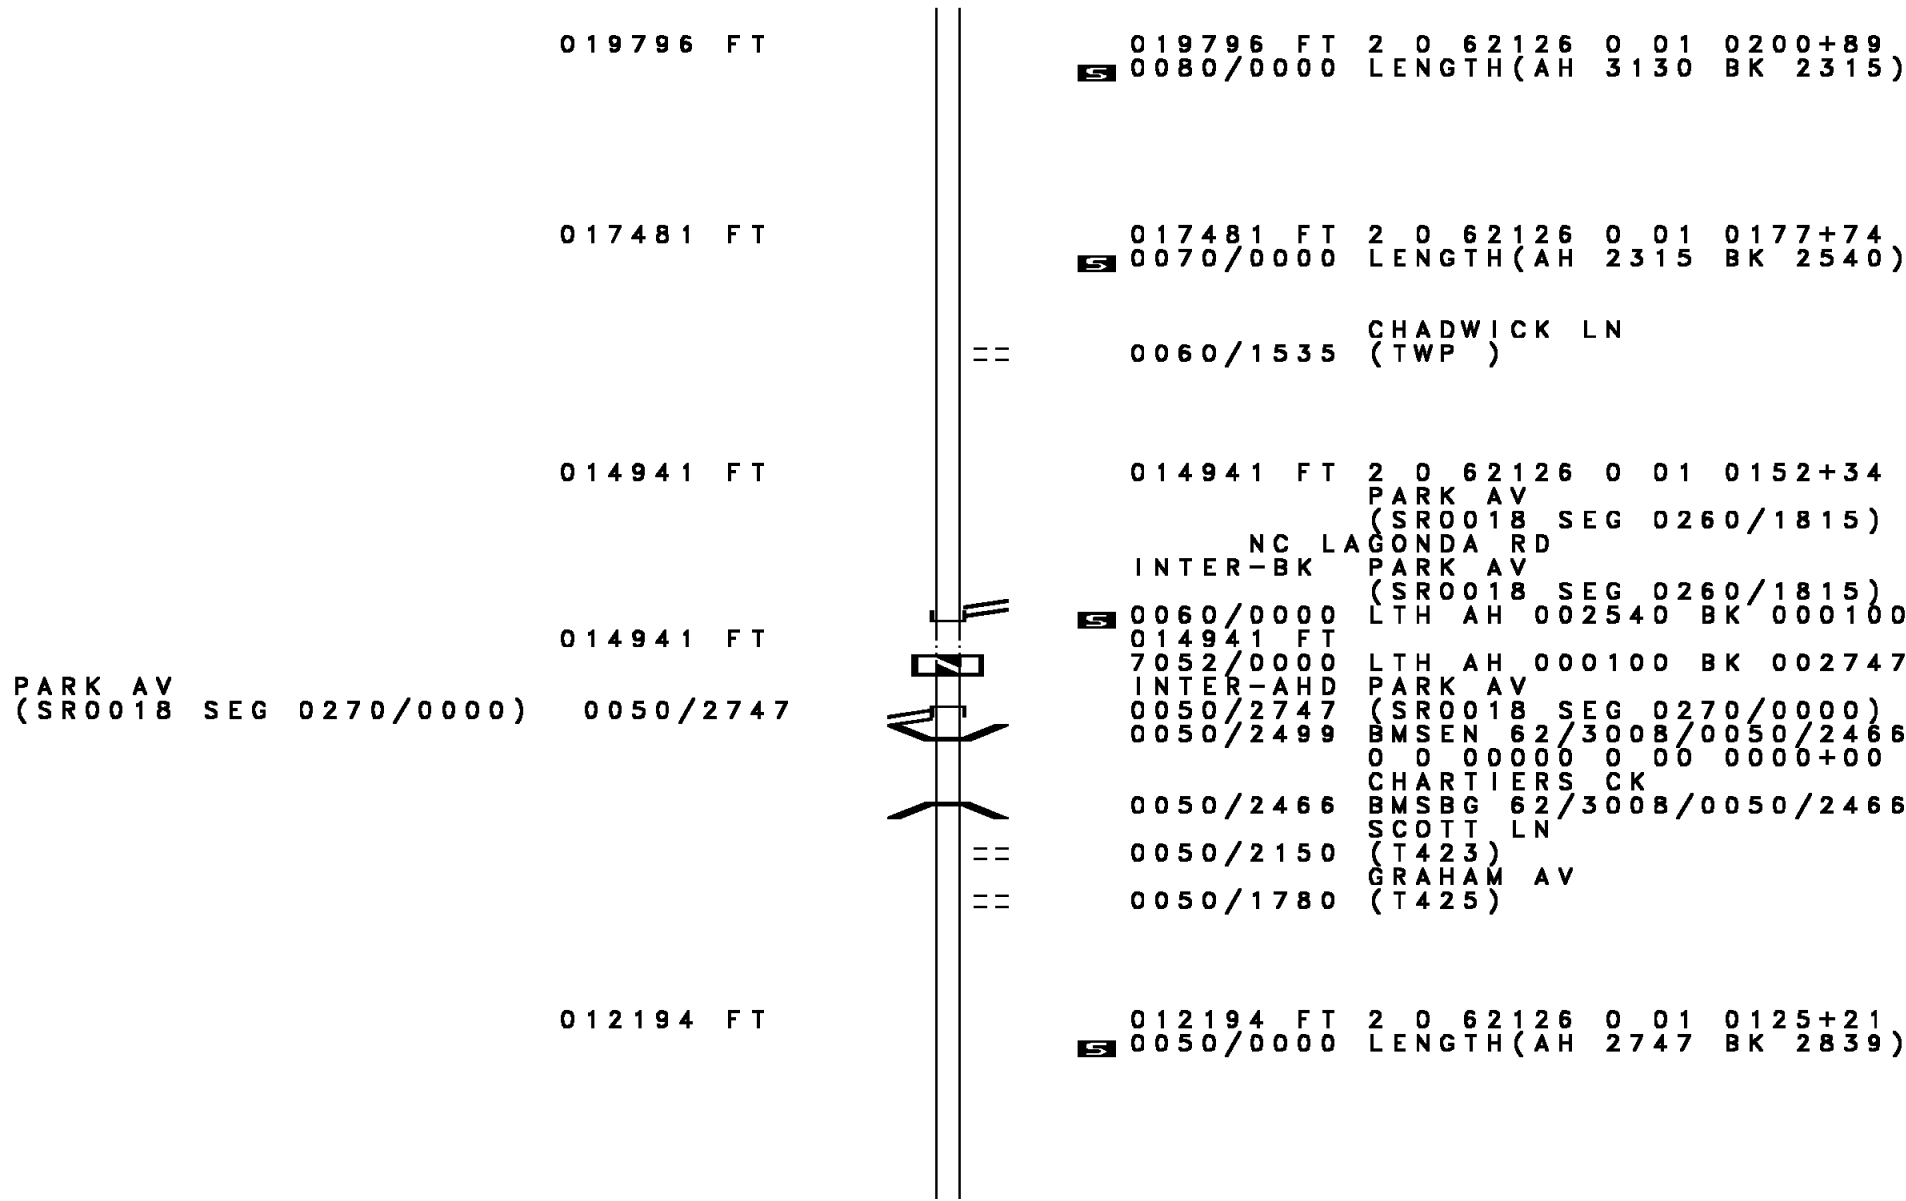 019796 FT 019796 FT 2 0 62126 0 01 0200+89
S 0080/0000 LENGTH(AH 3130 BK 2315)
017481 FT 017481 FT 2 0 62126 0 01 0177+74
S 0070/0000 LENGTH(AH 2315 BK 2540)
CHADWICK LN
0060/1535 (TWP )
014941 FT 014941 FT 2 0 62126 0 01 0152+34
PARK AV
(SR0018 SEG 0260/1815)
NC LAGONDA RD
INTER-BK PARK AV
(SR0018 SEG 0260/1815)
S 0060/0000 LTH AH 002540 BK 000100
014941 FT 014941 FT
7052/0000 LTH AH 000100 BK 002747
PARK AV INTER-AHD PARK AV
(SR0018 SEG 0270/0000) 0050/2747 0050/2747 (SR0018 SEG 0270/0000)
0050/2499 BMSEN 62/3008/0050/2466
0 0 00000 0 00 0000+00
CHARTIERS CK
0050/2466 BMSBG 62/3008/0050/2466
SCOTT LN
0050/2150 (T423)
GRAHAM AV
0050/1780 (T425)
012194 FT 012194 FT 2 0 62126 0 01 0125+21
S 0050/0000 LENGTH(AH 2747 BK 2839)